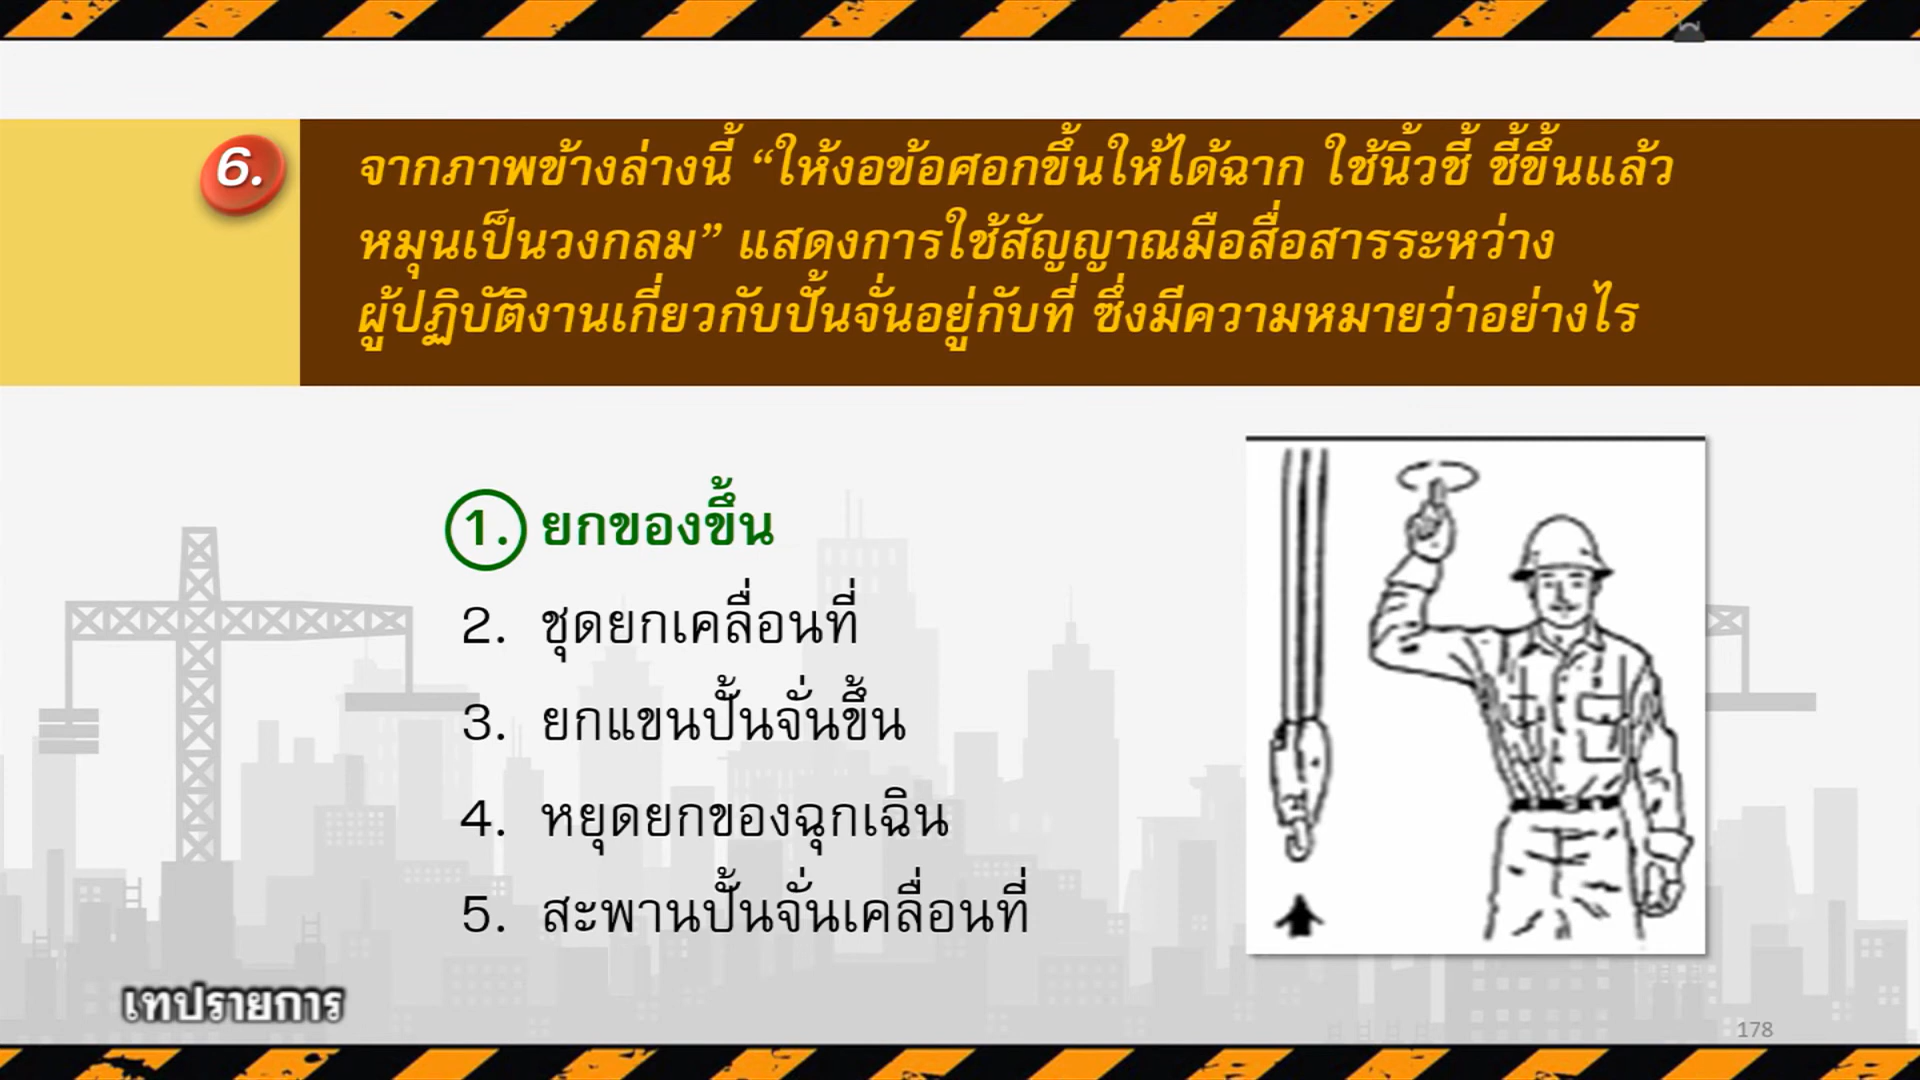 6.
จากภาพข้างล่างนี้ “ให้งอข้อศอกขึ้นให้ได้ฉาก ใช้นิ้วชี้ ชี้ขึ้นแล้ว
หมุนเป็นวงกลม” แสดงการใช้สัญญาณมือสื่อสารระหว่าง
ผู้ปฏิบัติงานเกี่ยวกับปั้นจั่นอยู่กับที่ ซึ่งมีความหมายว่าอย่างไร
1. ยกของขึ้น
2. ชุดยกเคลื่อนที่
3. ยกแขนปั้นจั่นขึ้น
4. หยุดยกของฉุกเฉิน
5. สะพานปั้นจั่นเคลื่อนที่
เทปรายการ
178